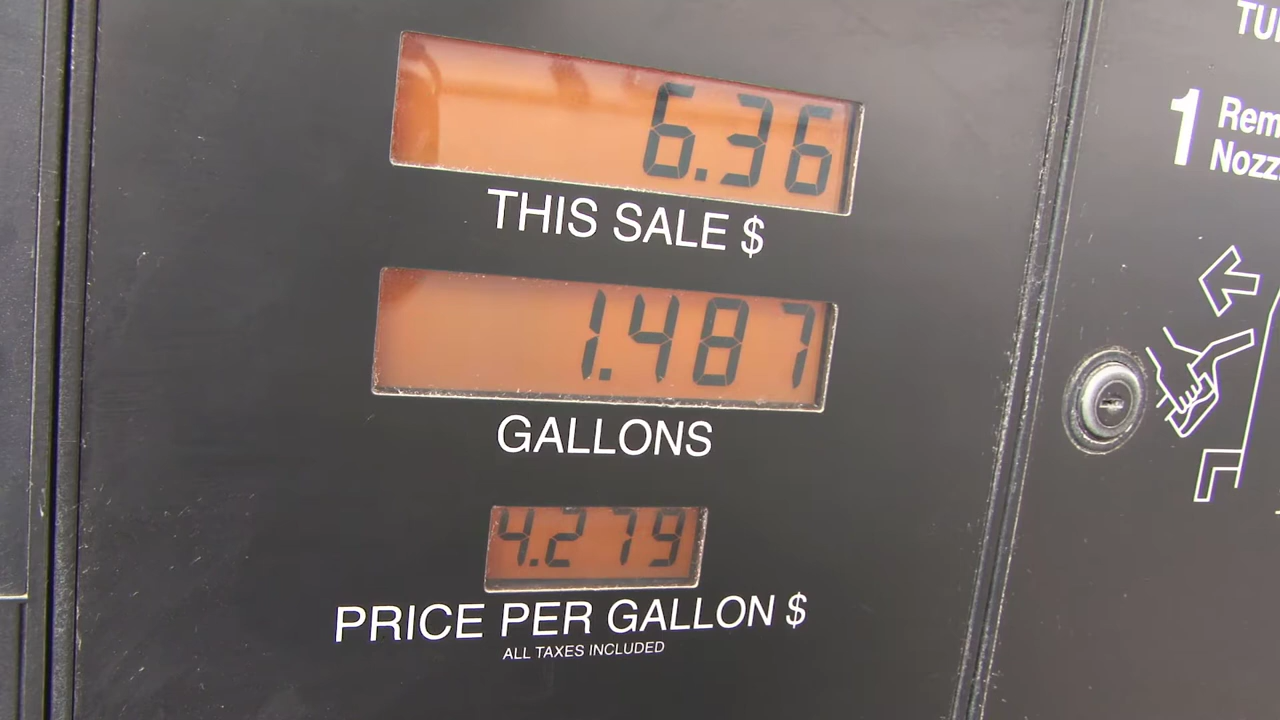 6.36
THIS SALE $
1.487
GALLONS
4.279
PRICE PER GALLON $
ALL TAXES INCLUDED
1